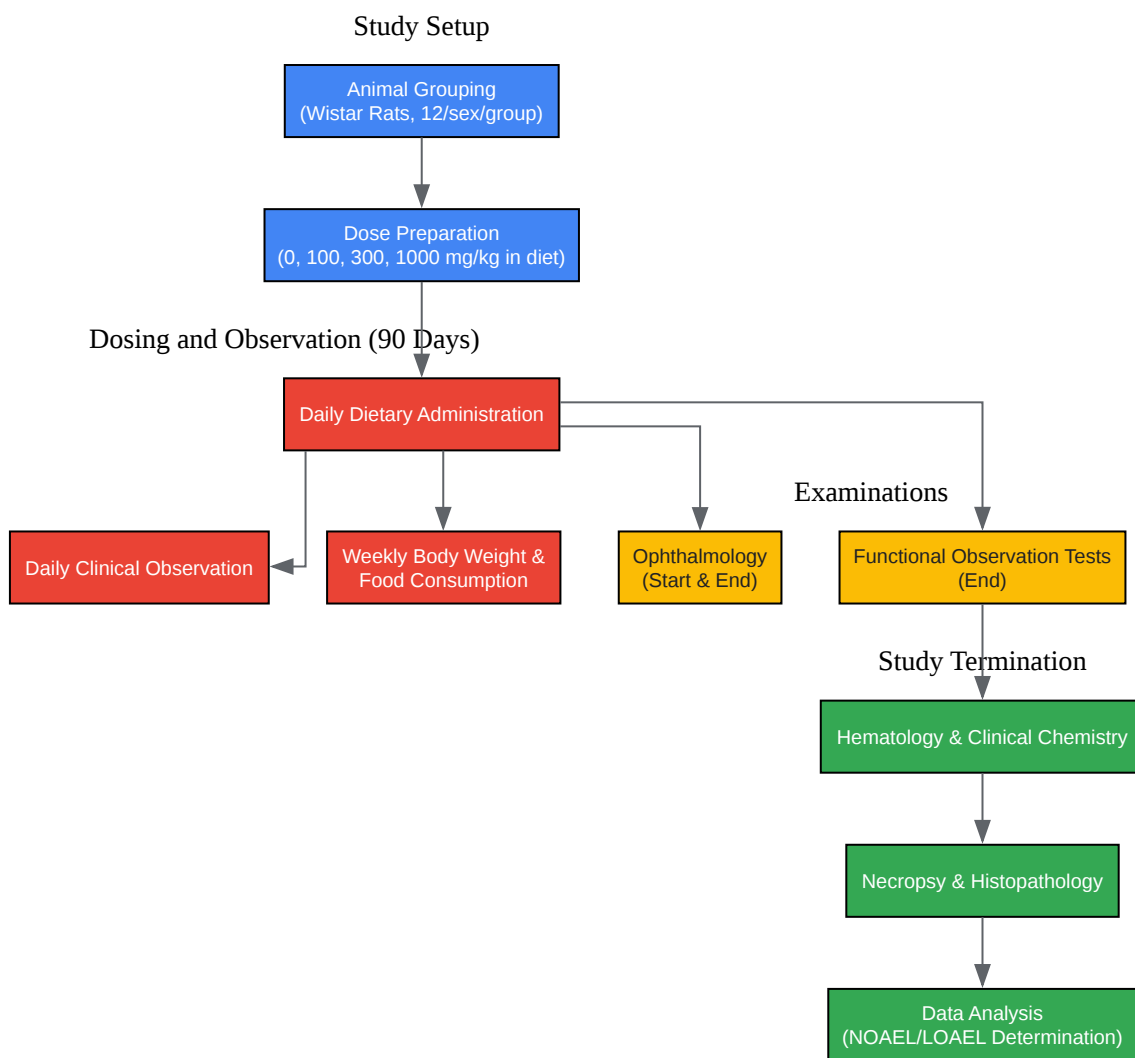 Study Setup
Animal Grouping
(Wistar Rats, 12/sex/group)
Dose Preparation
(0, 100, 300, 1000 mg/kg in diet)
Dosing and Observation (90 Days)
Daily Dietary Administration
Examinations
Daily Clinical Observation
Weekly Body Weight &
Food Consumption
Ophthalmology
(Start & End)
Functional Observation Tests
(End)
Study Termination
Hematology & Clinical Chemistry
Necropsy & Histopathology
Data Analysis
(NOAEL/LOAEL Determination)